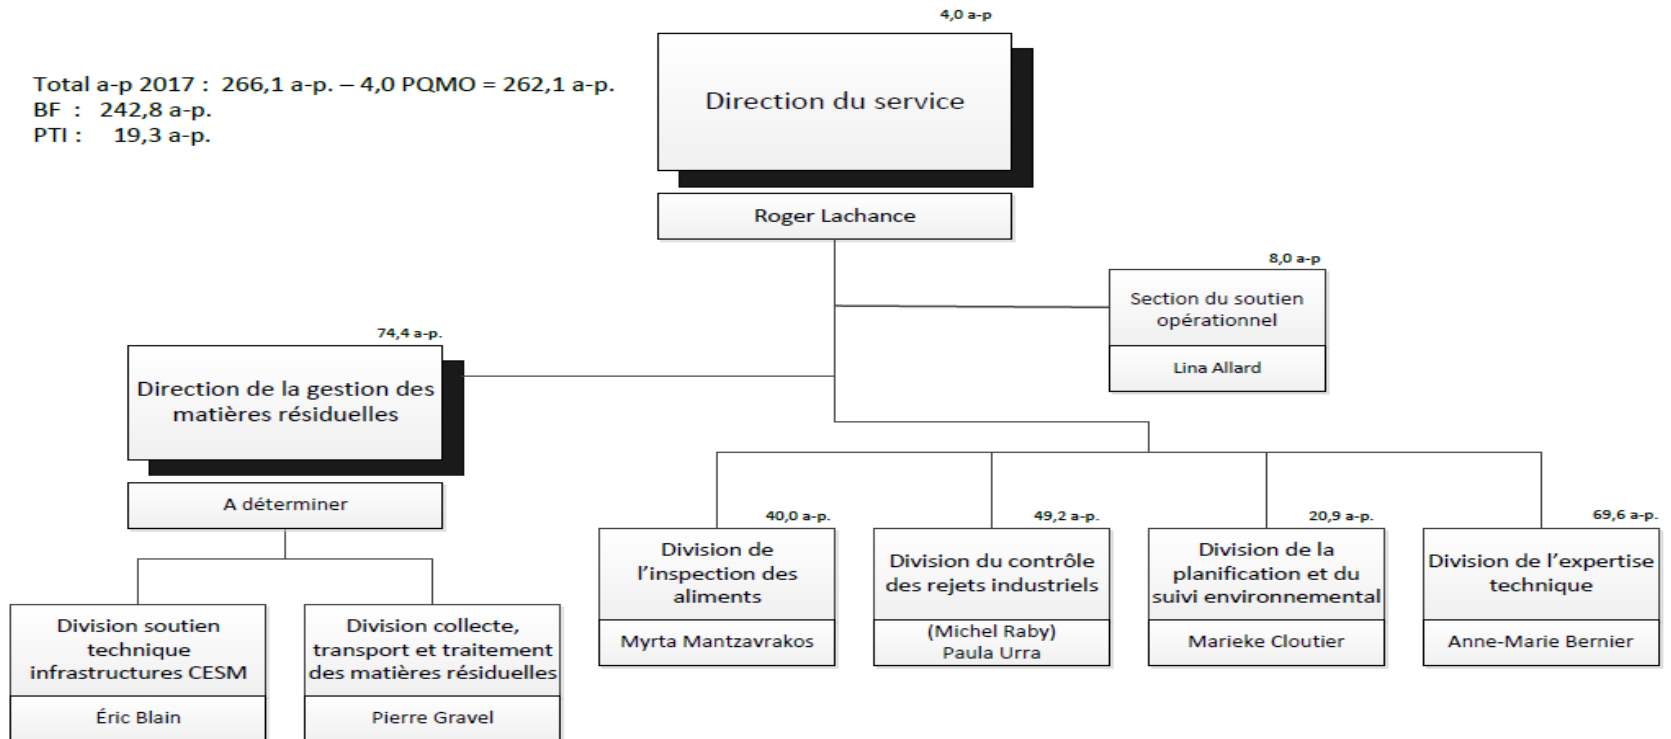 4,0 a-p
Total a-p 2017 : 266,1 a-p. – 4,0 PQMO = 262,1 a-p.
BF : 242,8 a-p.
PTI : 19,3 a-p.
Direction du service
Roger Lachance
8,0 a-p
Section du soutien
opérationnel
Lina Allard
74,4 a-p.
Direction de la gestion des
matières résiduelles
A déterminer
Division soutien
technique
infrastructures CESM
Éric Blain
Division collecte,
transport et traitement
des matières résiduelles
Pierre Gravel
40,0 a-p.
Division de
l’inspection des
aliments
Myrta Mantzavrakos
49,2 a-p.
Division du contrôle
des rejets industriels
(Michel Raby)
Paula Urra
20,9 a-p.
Division de la
planification et du
suivi environnemental
Marieke Cloutier
69,6 a-p.
Division de l’expertise
technique
Anne-Marie Bernier